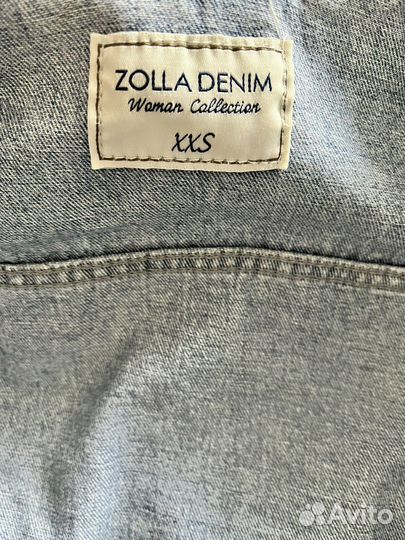 ZOLLA DENIM
Woman Collection
XXS
Avito